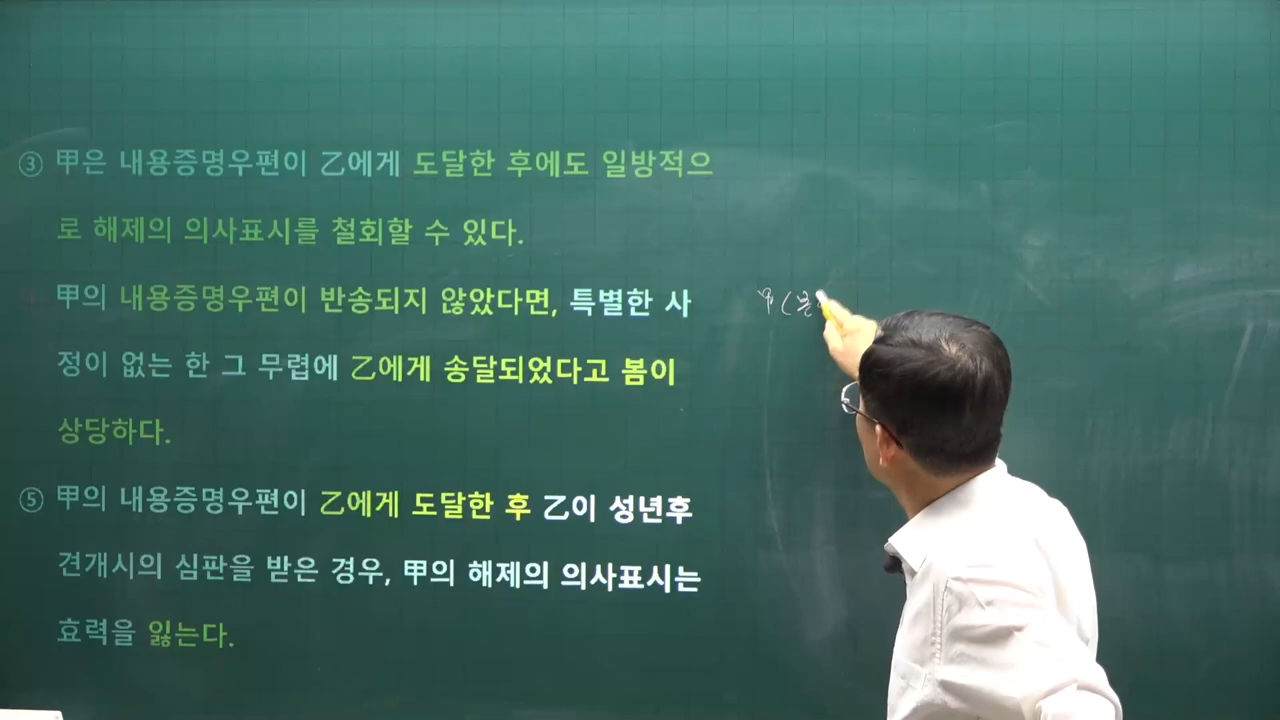 ③ 甲은 내용증명우편이 乙에게 도달한 후에도 일방적으
로 해제의 의사표시를 철회할 수 있다.
甲의 내용증명우편이 반송되지 않았다면, 특별한 사
정이 없는 한 그 무렵에 乙에게 송달되었다고 봄이
상당하다.
⑤ 甲의 내용증명우편이 乙에게 도달한 후 乙이 성년후
견개시의 심판을 받은 경우, 甲의 해제의 의사표시는
효력을 잃는다.
甲(